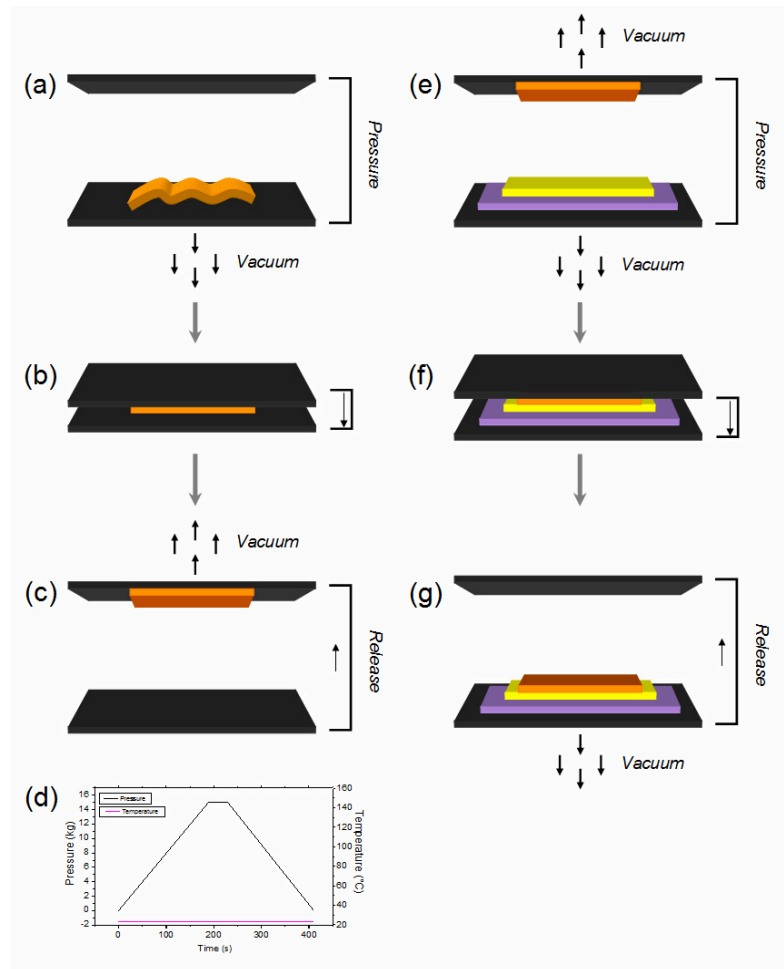 (a)
Pressure
Vacuum
(b)
Vacuum
(c)
Release
(d)
Pressure
Temperature
Pressure (kg)
16
14
12
10
8
6
4
2
0
-2
160
140
120
100
80
60
40
20
Temperature (°C)
0 100 200 300 400
Time (s)
Vacuum
(e)
Pressure
Vacuum
(f)
(g)
Release
Vacuum